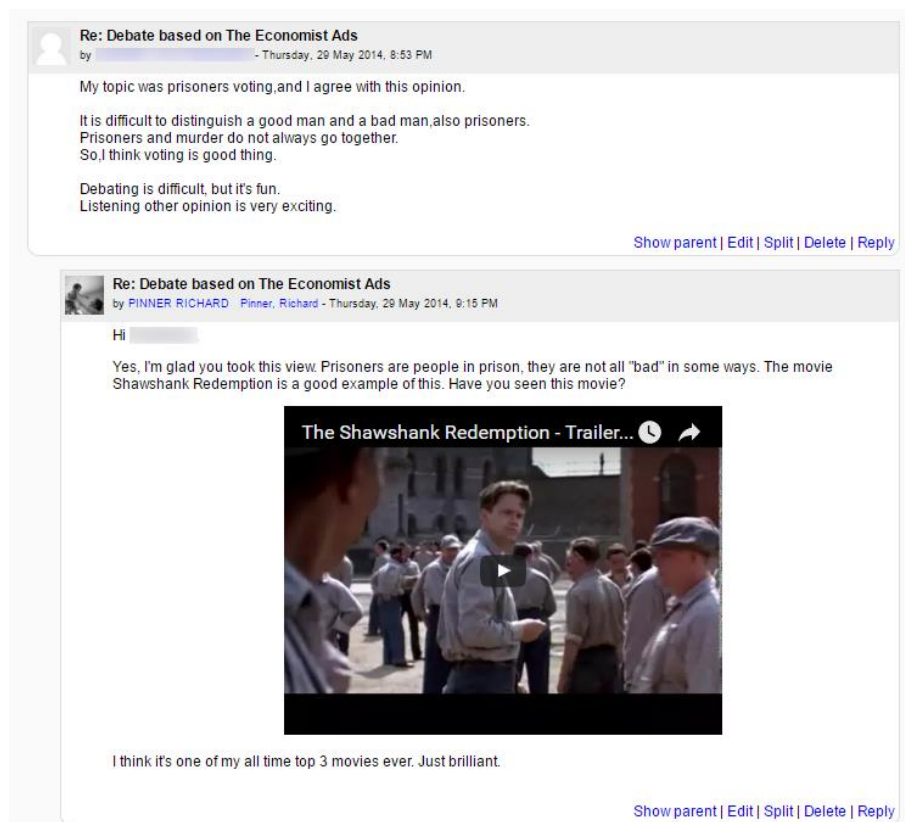 Re: Debate based on The Economist Ads
by - Thursday, 29 May 2014, 8:53 PM
My topic was prisoners voting,and I agree with this opinion.
It is difficult to distinguish a good man and a bad man,also prisoners.
Prisoners and murder do not always go together.
So,I think voting is good thing.
Debating is difficult, but it's fun.
Listening other opinion is very exciting.
Show parent | Edit | Split | Delete | Reply
Re: Debate based on The Economist Ads
by PINNER RICHARD Pinner, Richard - Thursday, 29 May 2014, 9:15 PM
Hi
Yes, I'm glad you took this view. Prisoners are people in prison, they are not all "bad" in some ways. The movie
Shawshank Redemption is a good example of this. Have you seen this movie?
The Shawshank Redemption - Trailer...
I think it's one of my all time top 3 movies ever. Just brilliant.
Show parent | Edit | Split | Delete | Reply